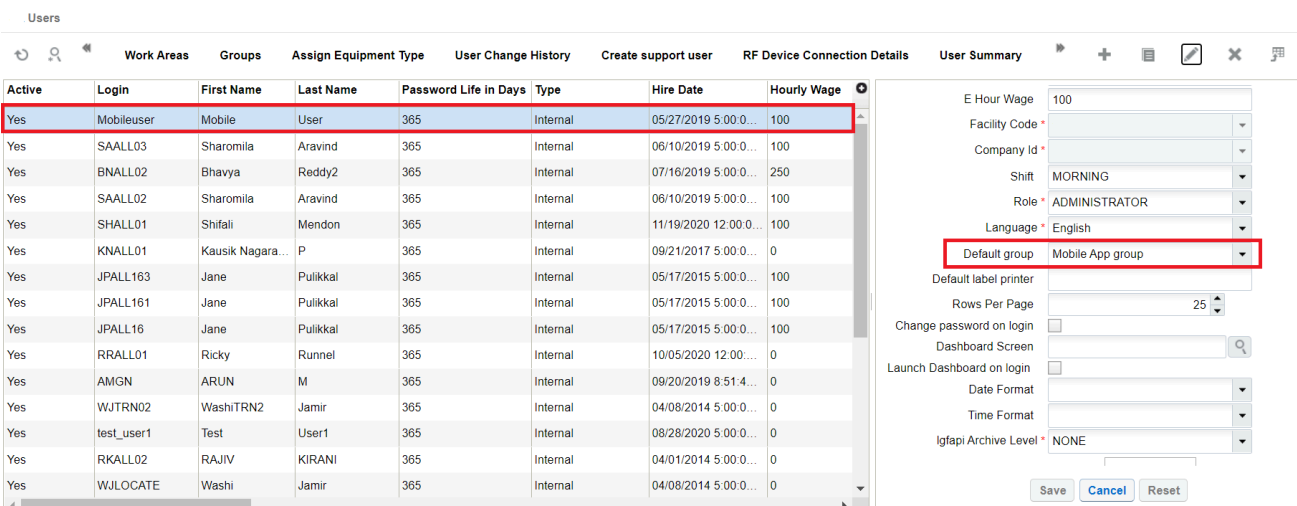 Users
Work Areas Groups Assign Equipment Type User Change History Create support user RF Device Connection Details User Summary
Active Login First Name Last Name Password Life in Days Type Hire Date Hourly Wage
Yes Mobileuser Mobile User 365 Internal 05/27/2019 5:00:0... 100
Yes SAALL03 Sharomila Aravind 365 Internal 06/10/2019 5:00:0... 100
Yes BNALL02 Bhavya Reddy2 365 Internal 07/16/2019 5:00:0... 250
Yes SAALL02 Sharomila Aravind 365 Internal 06/10/2019 5:00:0... 100
Yes SHALL01 Shifali Mendon 365 Internal 11/19/2020 12:00:0... 100
Yes KNALL01 Kausik Nagara... P 365 Internal 09/21/2017 5:00:0... 0
Yes JPALL163 Jane Pulikkal 365 Internal 05/17/2015 5:00:0... 100
Yes JPALL161 Jane Pulikkal 365 Internal 05/17/2015 5:00:0... 100
Yes JPALL16 Jane Pulikkal 365 Internal 05/17/2015 5:00:0... 100
Yes RRALL01 Ricky Runnel 365 Internal 10/05/2020 12:00:... 0
Yes AMGN ARUN M 365 Internal 09/20/2019 8:51:4... 0
Yes WJTRN02 WashiTRN2 Jamir 365 Internal 04/08/2014 5:00:0... 0
Yes test_user1 Test User1 365 Internal 08/28/2020 5:00:0... 0
Yes RKALL02 RAJIV KIRANI 365 Internal 04/01/2014 5:00:0... 0
Yes WJLOCATE Washi Jamir 365 Internal 04/08/2014 5:00:0... 0
E Hour Wage 100
Facility Code *
Company Id *
Shift MORNING
Role * ADMINISTRATOR
Language * English
Default group Mobile App group
Default label printer
Rows Per Page 25
Change password on login
Dashboard Screen
Launch Dashboard on login
Date Format
Time Format
lgfapi Archive Level * NONE
Save Cancel Reset